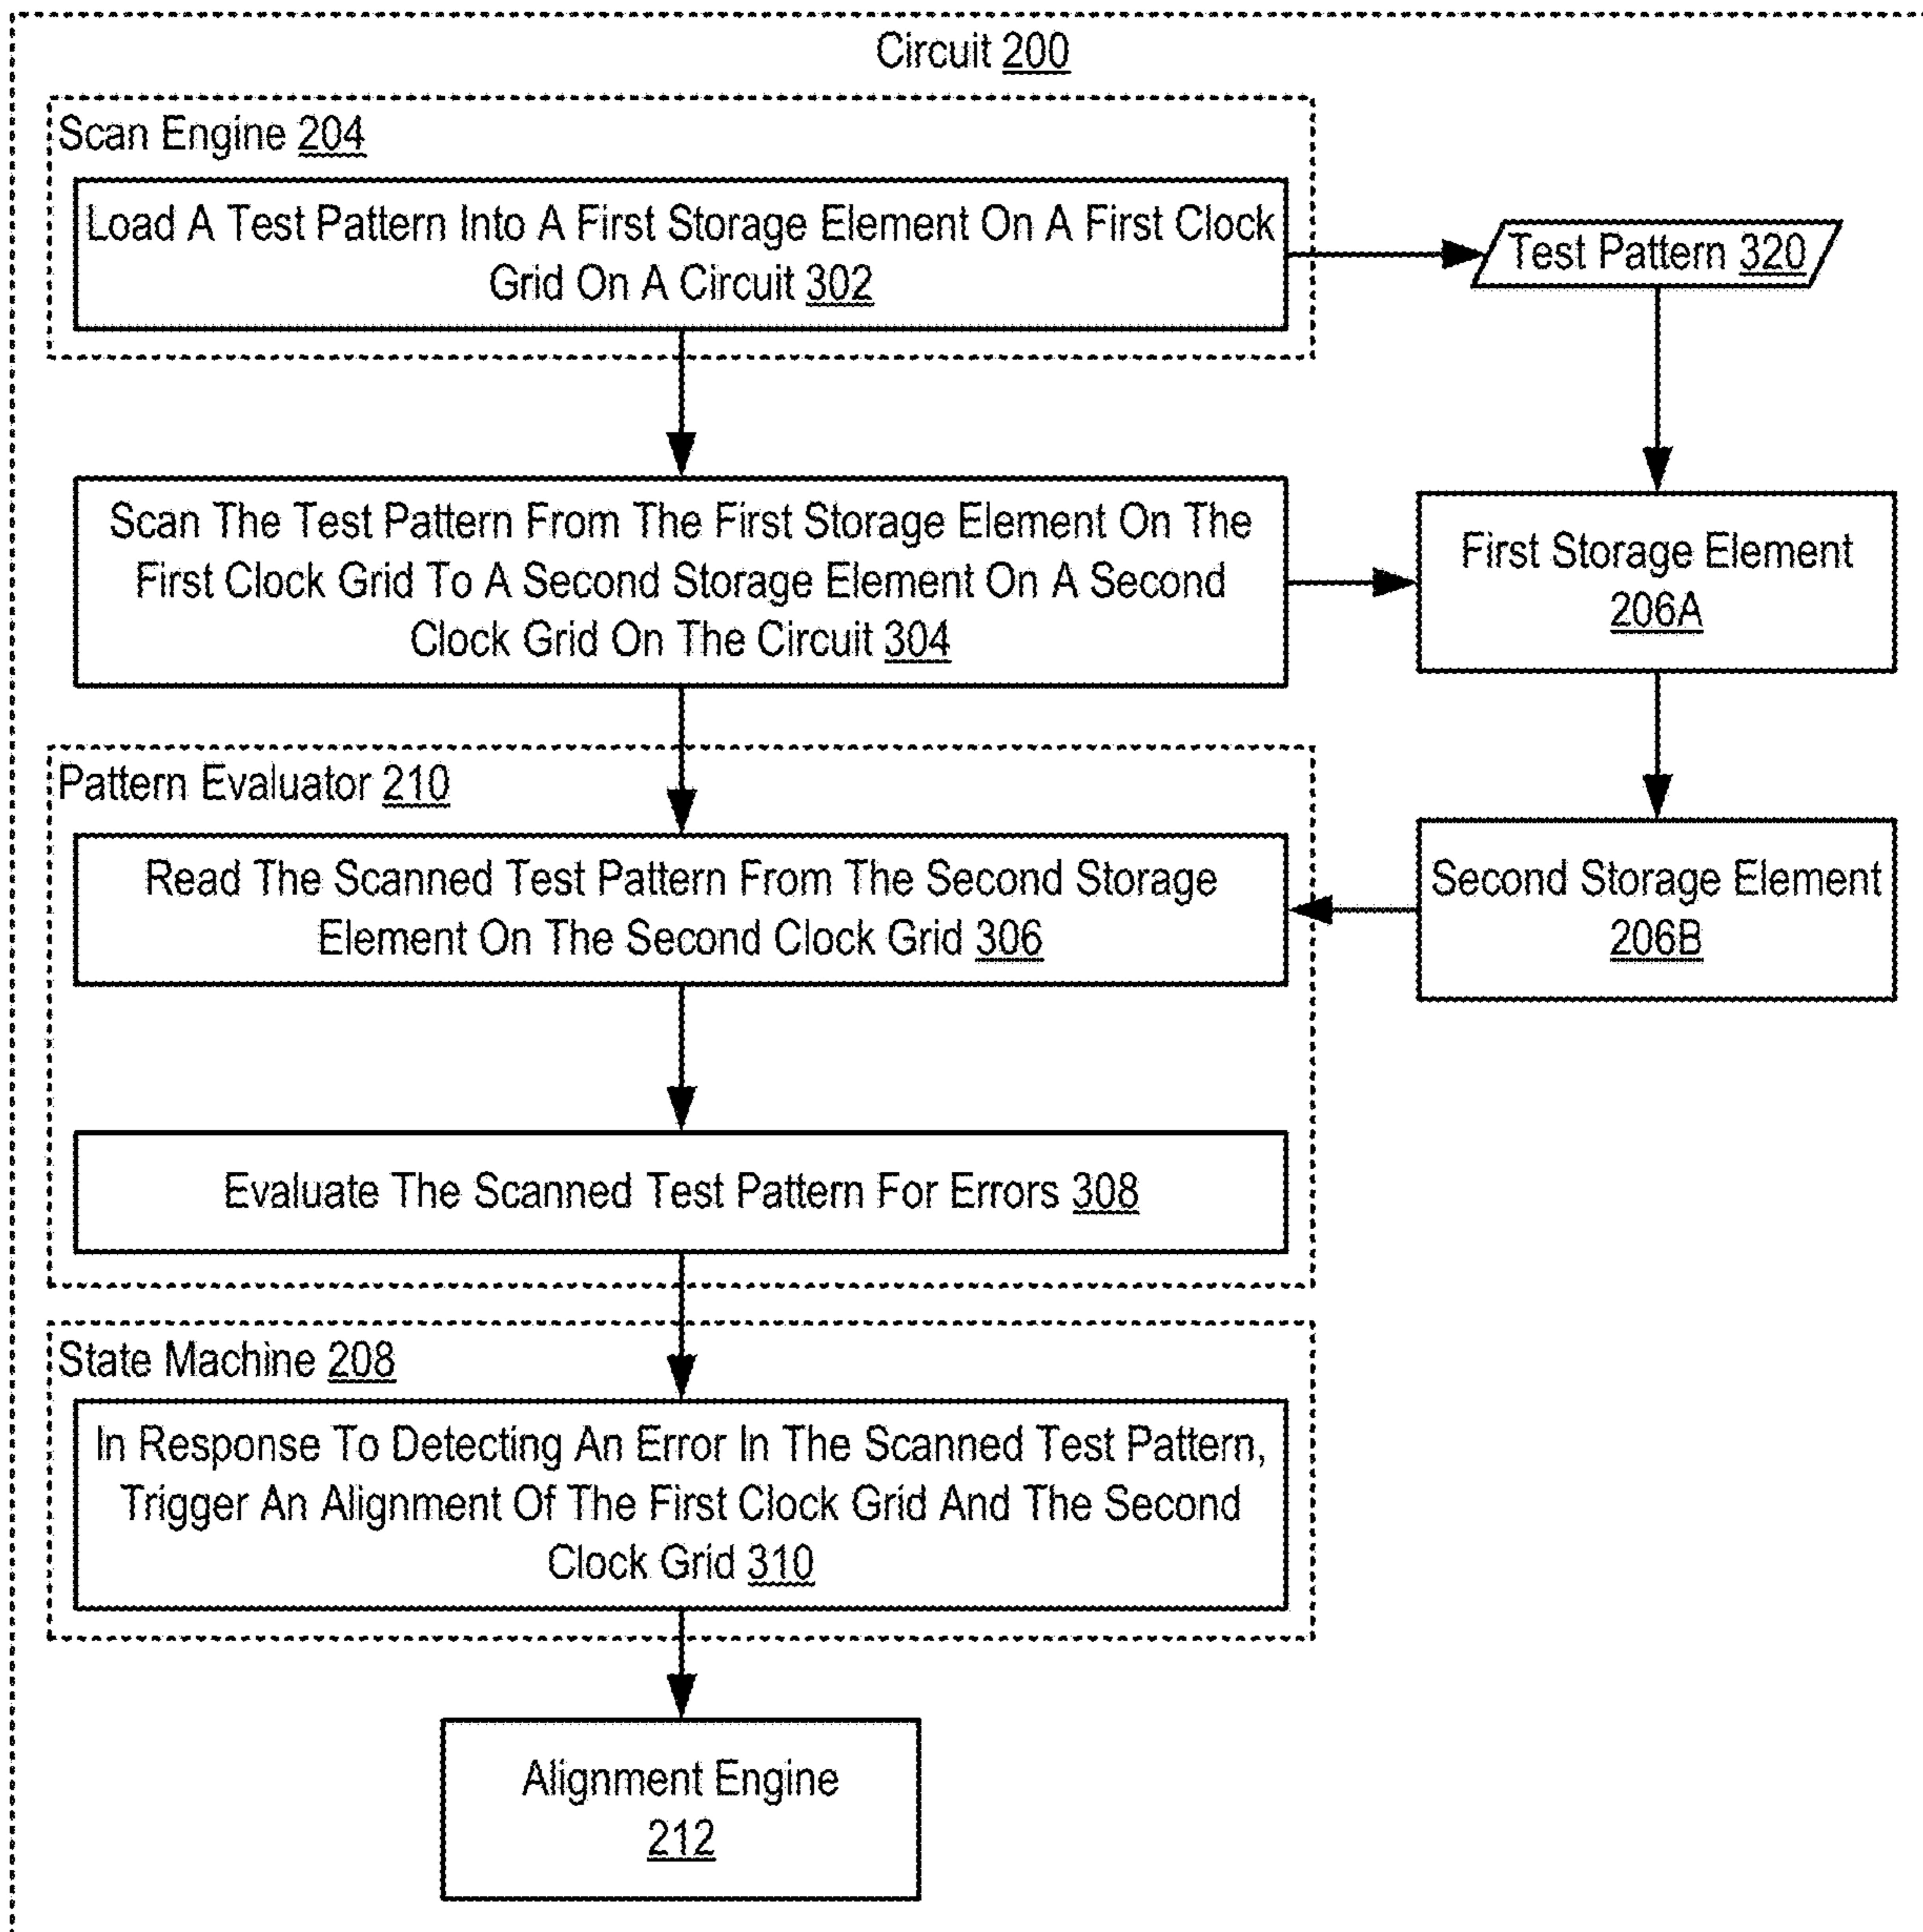 Circuit 200
Scan Engine 204
Load A Test Pattern Into A First Storage Element On A First Clock
Grid On A Circuit 302
Test Pattern 320
Scan The Test Pattern From The First Storage Element On The
First Clock Grid To A Second Storage Element On A Second
Clock Grid On The Circuit 304
First Storage Element
206A
Pattern Evaluator 210
Read The Scanned Test Pattern From The Second Storage
Element On The Second Clock Grid 306
Second Storage Element
206B
Evaluate The Scanned Test Pattern For Errors 308
State Machine 208
In Response To Detecting An Error In The Scanned Test Pattern,
Trigger An Alignment Of The First Clock Grid And The Second
Clock Grid 310
Alignment Engine
212